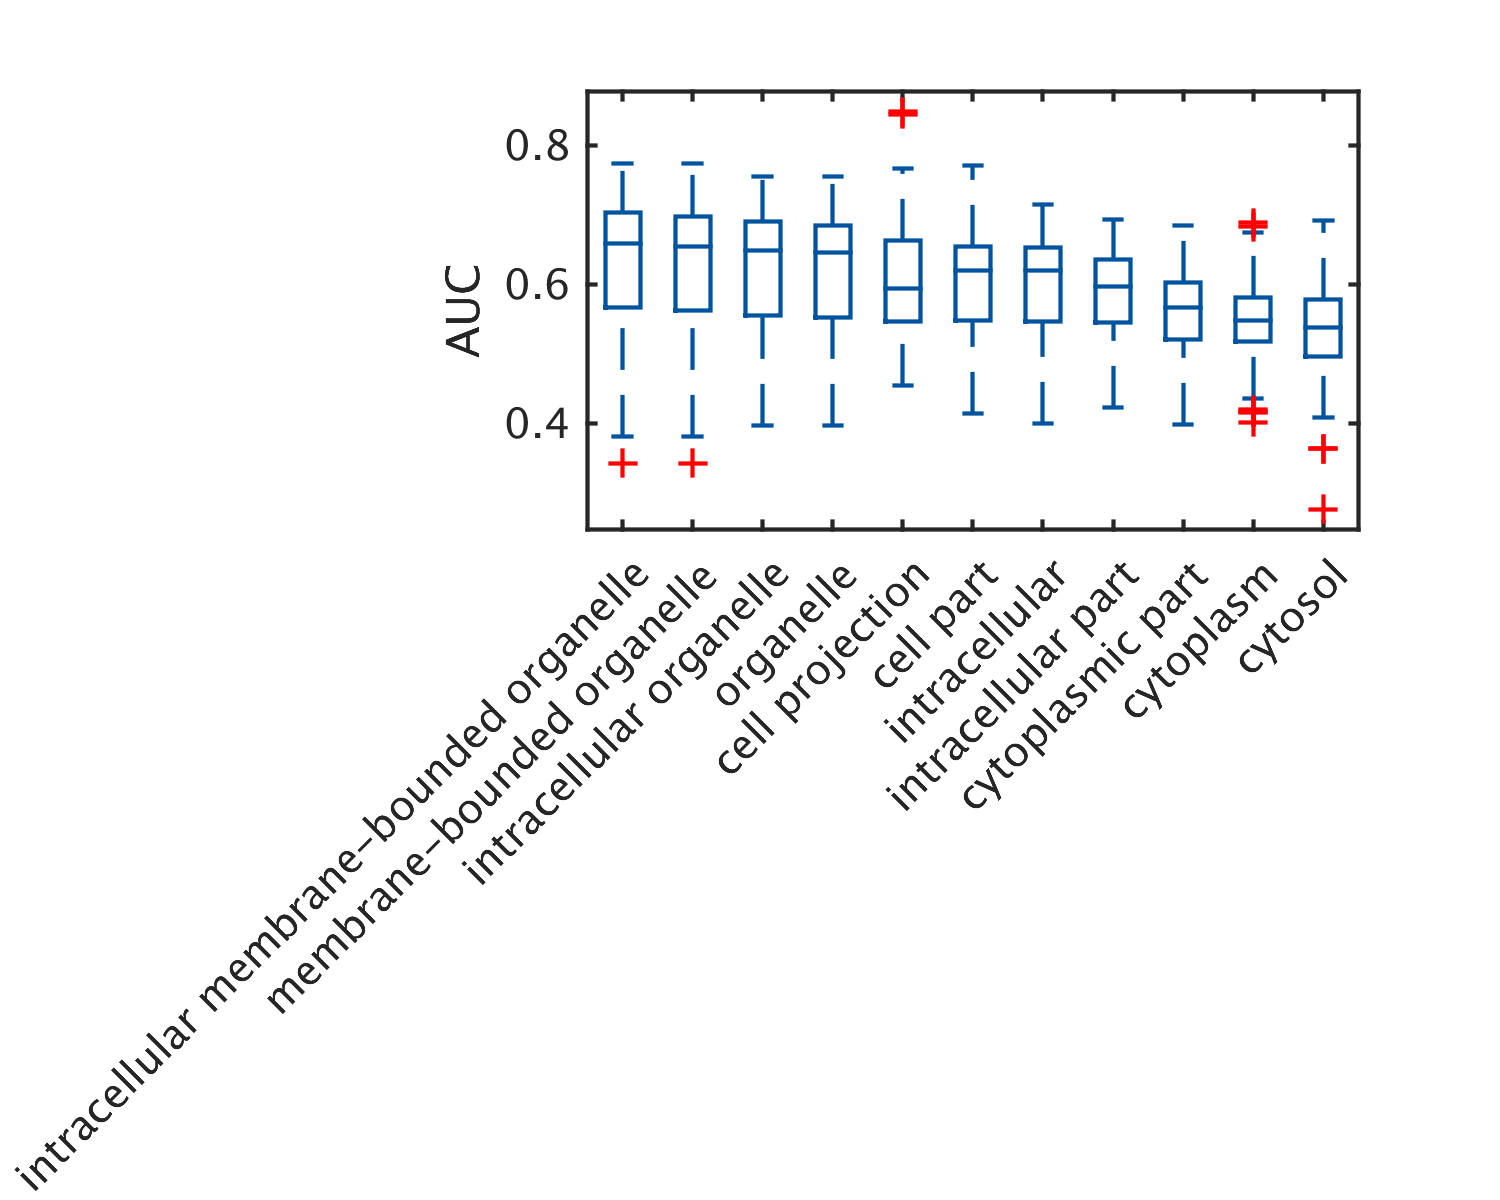 0.8
0.6
0.4
AUC
intracellular membrane−bounded organelle
membrane−bounded organelle
intracellular organelle
organelle
cell projection
cell part
intracellular
intracellular part
cytoplasmic part
cytoplasm
cytosol